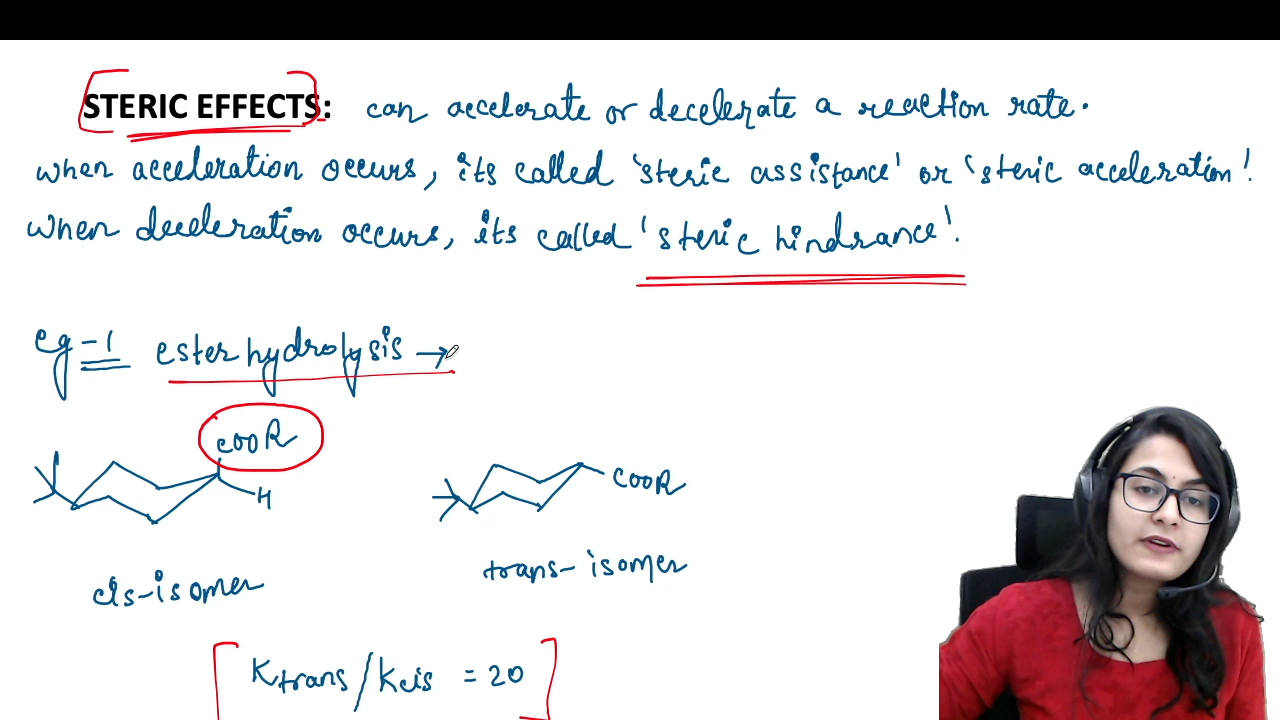 STERIC EFFECTS: can accelerate or decelerate a reaction rate.
when acceleration occurs, its called 'steric assistance' or 'steric acceleration'.
when deceleration occurs, its called 'steric hindrance'.
eg-1 ester hydrolysis →
COOR
H
COOR
cis-isomer
trans-isomer
Ktrans/Kcis = 20